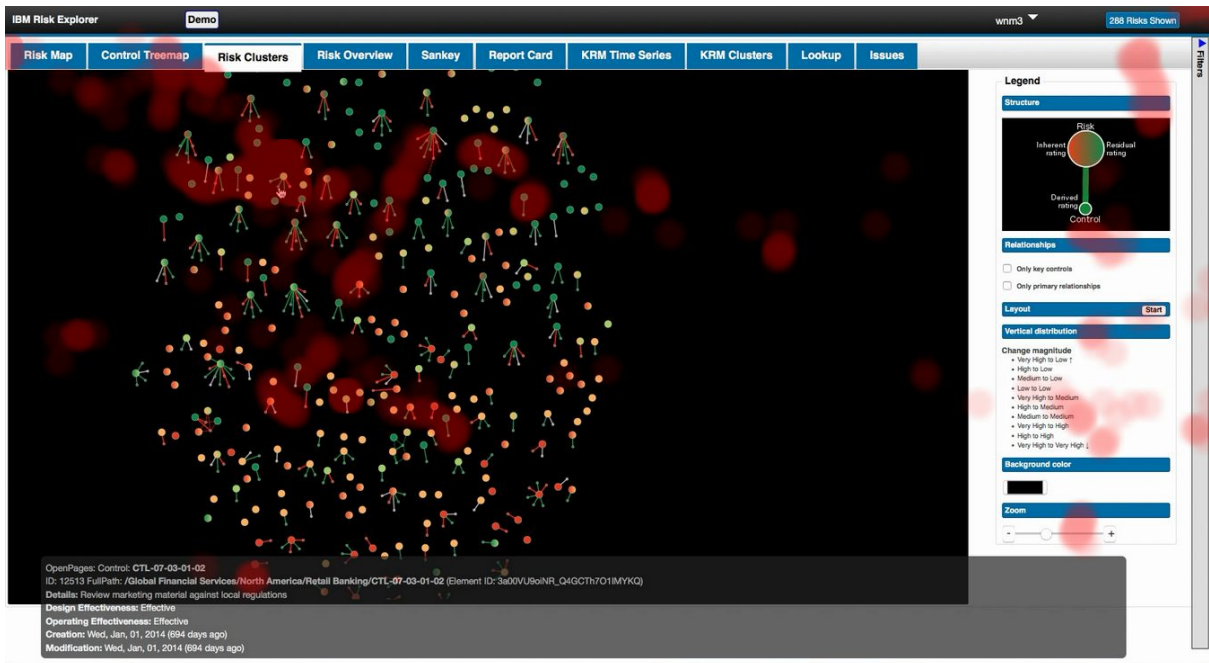 IBM Risk Explorer
Demo
wnm3
288 Risks Shown
Risk Map
Control Treemap
Risk Clusters
Risk Overview
Sankey
Report Card
KRM Time Series
KRM Clusters
Lookup
Issues
Filters
Legend
Structure
Risk
Inherent rating
Residual rating
Derived rating
Control
Relationships
Only key controls
Only primary relationships
Layout
Start
Vertical distribution
Change magnitude
Very High to Low ↑
High to Low
Medium to Low
Low to Low
Very High to Medium
High to Medium
Medium to Medium
Very High to High
High to High
Very High to Very High ↓
Background color
Zoom
- +
OpenPages: Control: CTL-07-03-01-02
ID: 12513 FullPath: /Global Financial Services/North America/Retail Banking/CTL-07-03-01-02 (Element ID: 3a00VU9oiNR_Q4GCTh7O1IMYKQ)
Details: Review marketing material against local regulations
Design Effectiveness: Effective
Operating Effectiveness: Effective
Creation: Wed, Jan, 01, 2014 (694 days ago)
Modification: Wed, Jan, 01, 2014 (694 days ago)